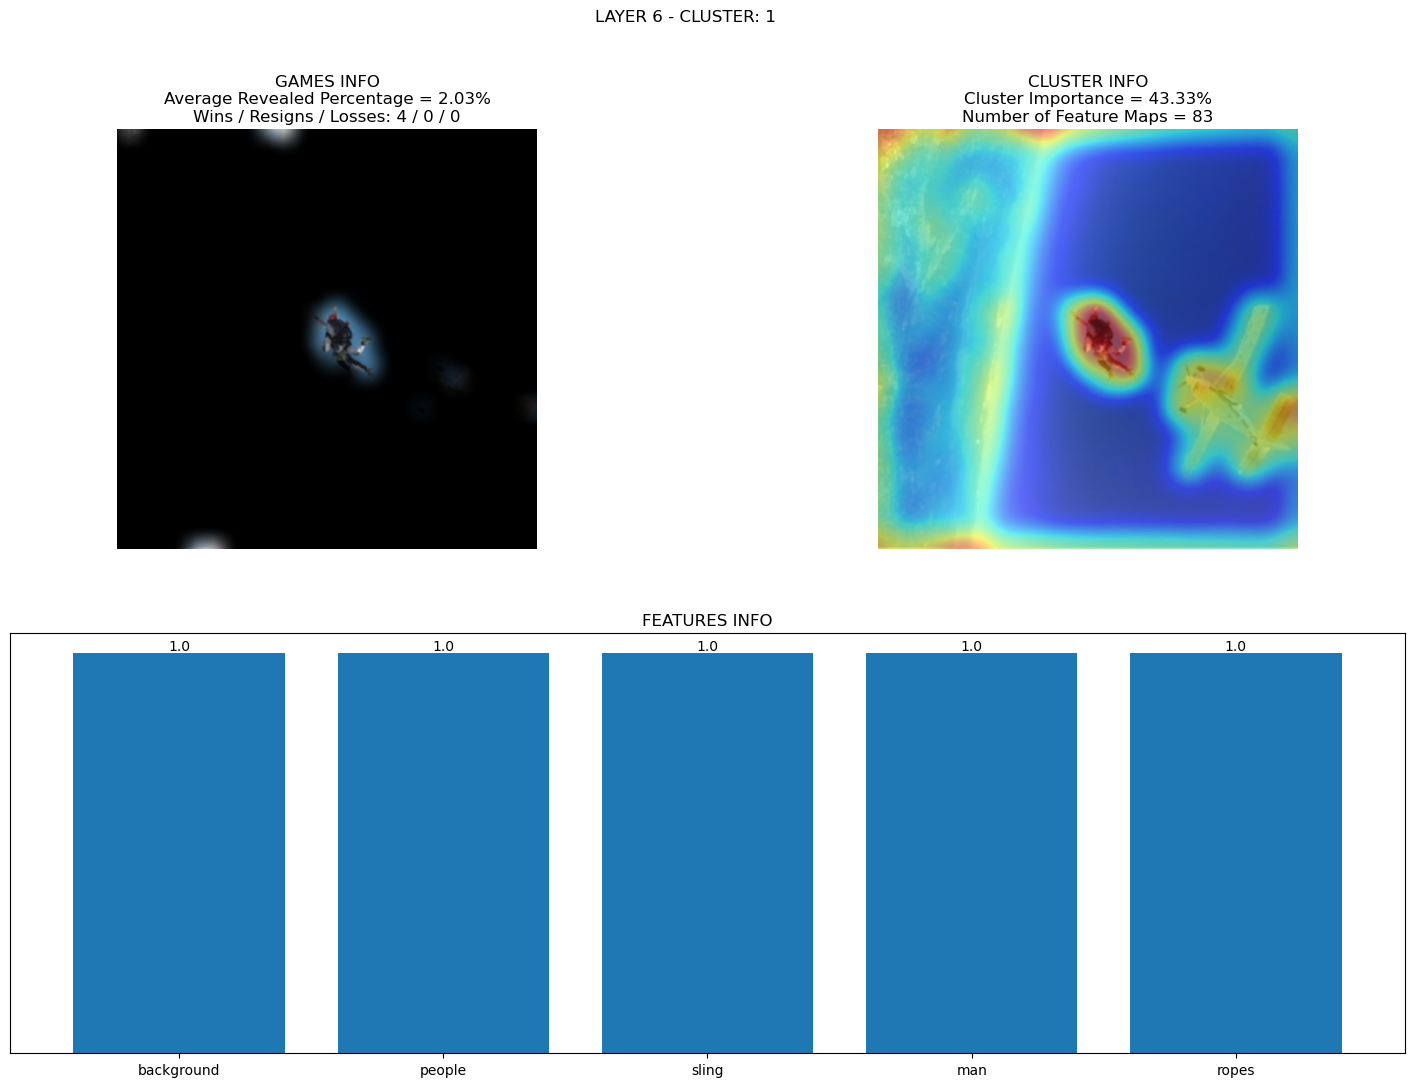 LAYER 6 - CLUSTER: 1
GAMES INFO
Average Revealed Percentage = 2.03%
Wins / Resigns / Losses: 4 / 0 / 0
CLUSTER INFO
Cluster Importance = 43.33%
Number of Feature Maps = 83
FEATURES INFO
1.0 1.0 1.0 1.0 1.0
background people sling man ropes